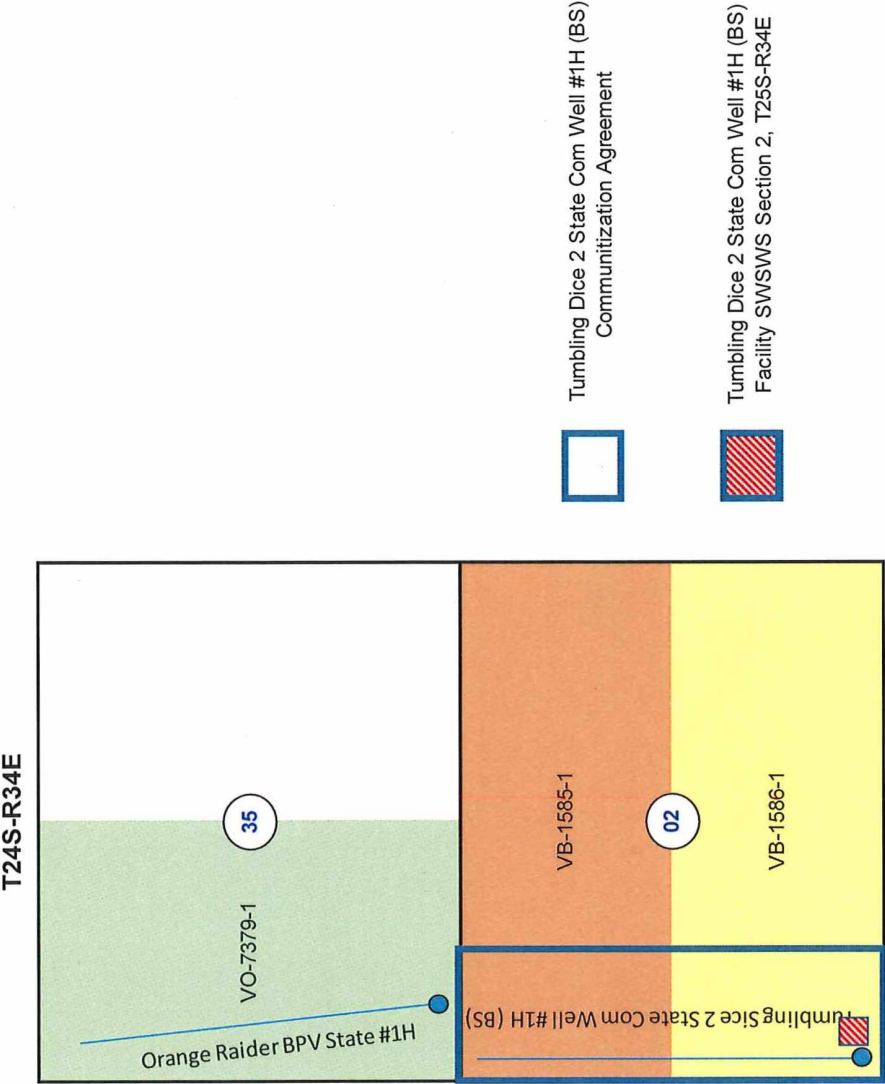 T24S-R34E
35
VO-7379-1
Orange Raider BPV State #1H
VB-1585-1
02
VB-1586-1
Tumbling Sice 2 State Com Well #1H (BS)
Tumbling Dice 2 State Com Well #1H (BS)
Communitization Agreement
Tumbling Dice 2 State Com Well #1H (BS)
Facility SWSWS Section 2, T25S-R34E